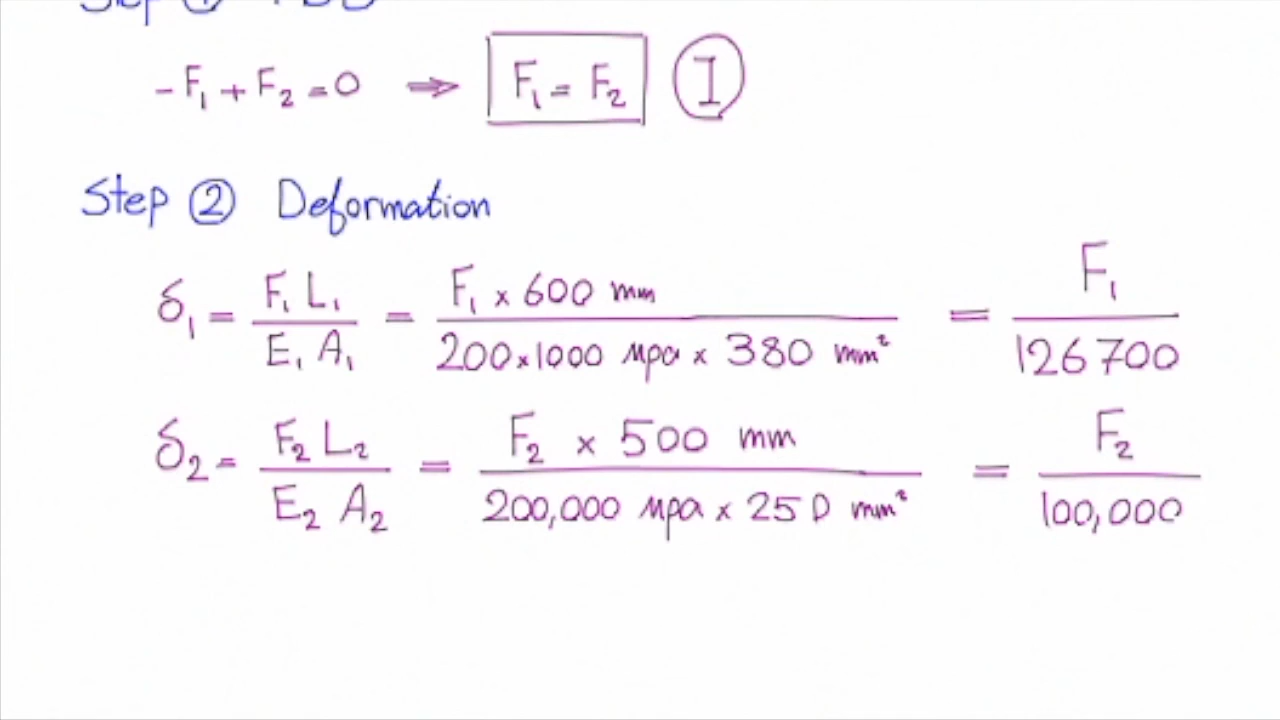 Step ① FBD
- F₁ + F₂ = 0 ⇒ F₁ = F₂ Ⓘ
Step ② Deformation
δ₁ = F₁ L₁ / E₁ A₁ = F₁ × 600 mm / 200×1000 Mpa × 380 mm² = F₁ / 126700
δ₂ = F₂ L₂ / E₂ A₂ = F₂ × 500 mm / 200,000 Mpa × 250 mm² = F₂ / 100,000